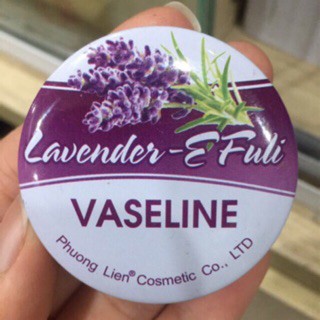 Lavender-E Fuli
VASELINE
Phuong Lien® Cosmetic Co., LTD